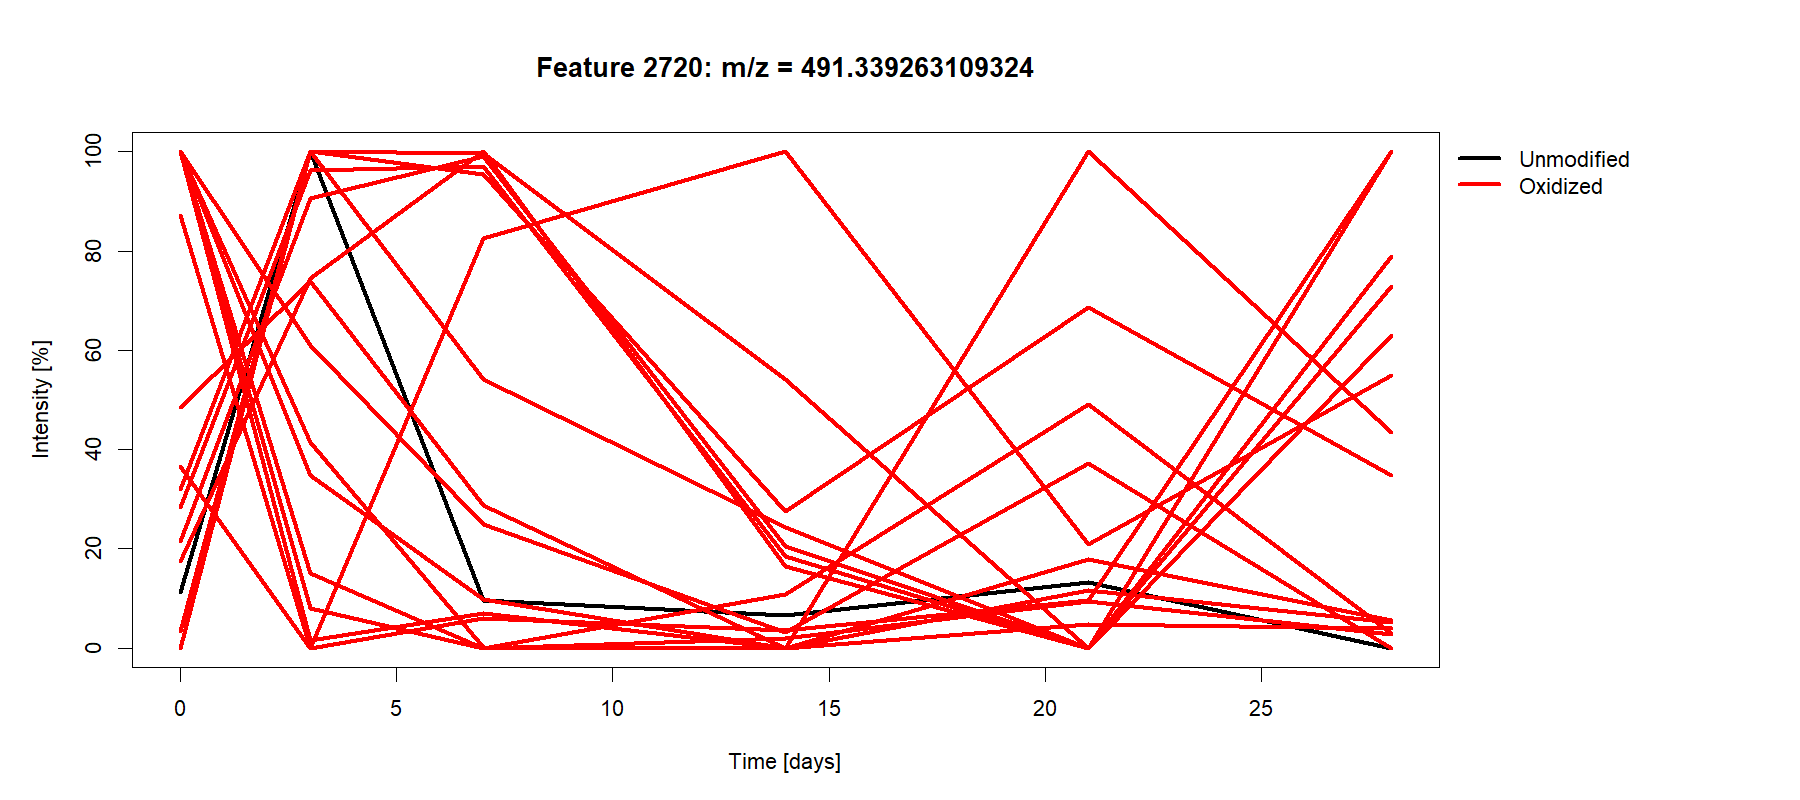 Feature 2720: m/z = 491.339263109324
Unmodified
Oxidized
Intensity [%]
100
80
60
40
20
0
0 5 10 15 20 25
Time [days]